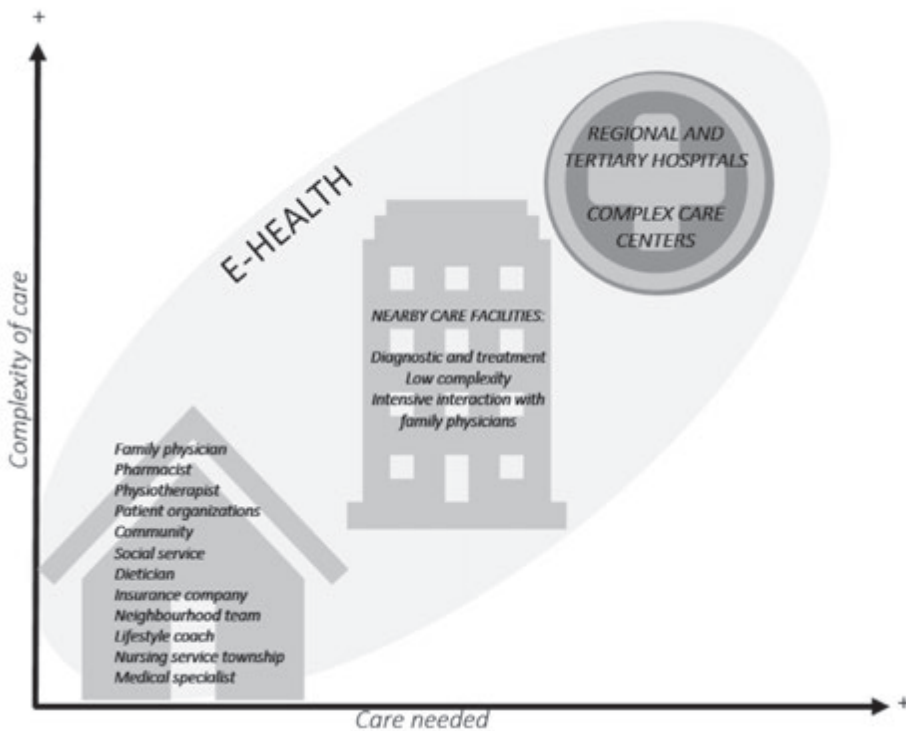 +
REGIONAL AND
TERTIARY HOSPITALS
COMPLEX CARE
CENTERS
E-HEALTH
NEARBY CARE FACILITIES:
Diagnostic and treatment
Low complexity
Intensive interaction with
family physicians
Complexity of care
Family physician
Pharmacist
Physiotherapist
Patient organizations
Community
Social service
Dietician
Insurance company
Neighbourhood team
Lifestyle coach
Nursing service township
Medical specialist
Care needed
+